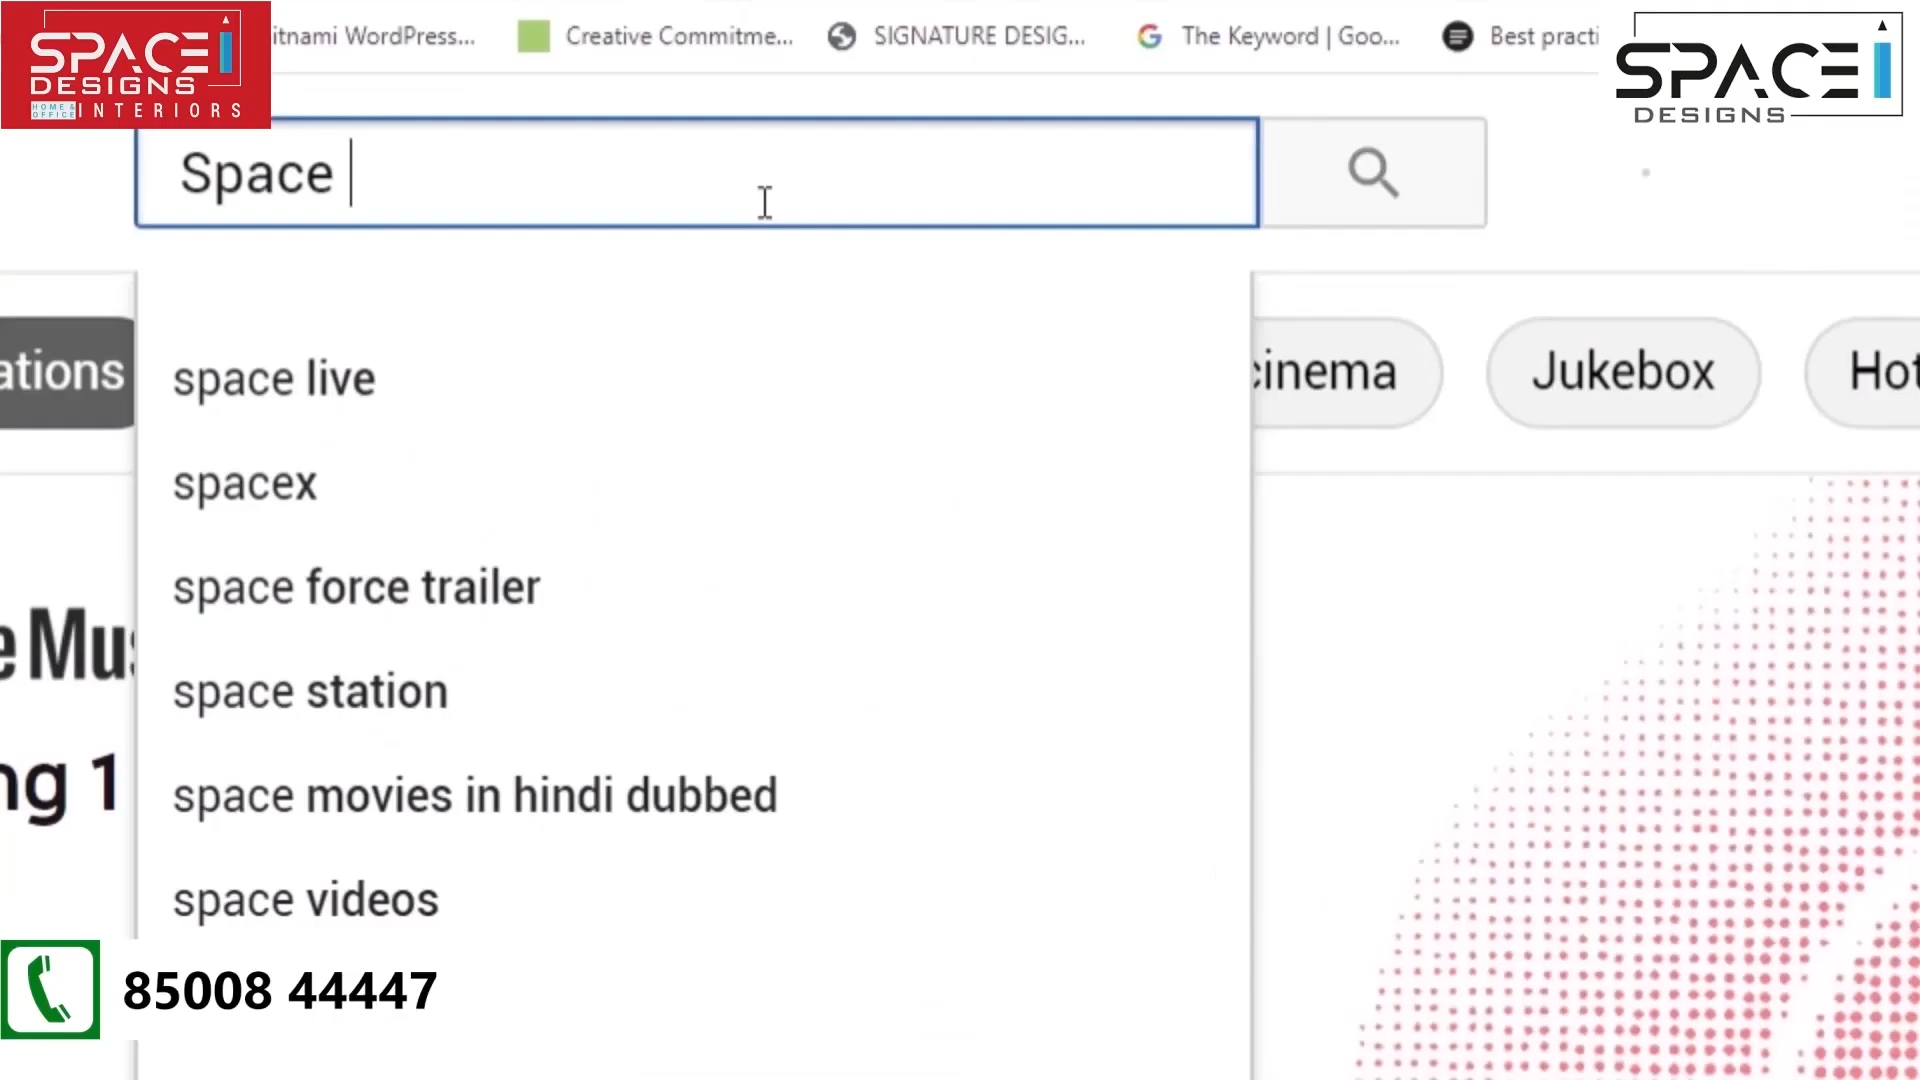 SPACE
DESIGNS
HOME &
OFFICE
INTERIORS
itnami WordPress...
Creative Commitme...
SIGNATURE DESIG...
The Keyword | Goo...
Best practi
SPACE
DESIGNS
Space
ations
cinema
Jukebox
Hot
space live
spacex
space force trailer
space station
space movies in hindi dubbed
space videos
e Mus
ng 1
85008 44447